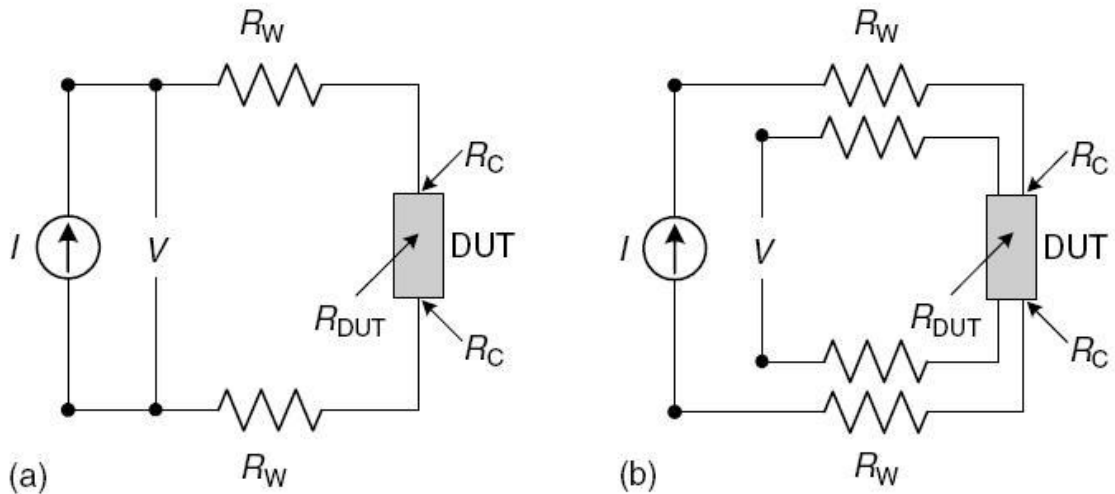 R_W
R_C
I
V
DUT
R_DUT
R_C
R_W
(a)
R_W
R_C
I
V
DUT
R_DUT
R_C
R_W
(b)